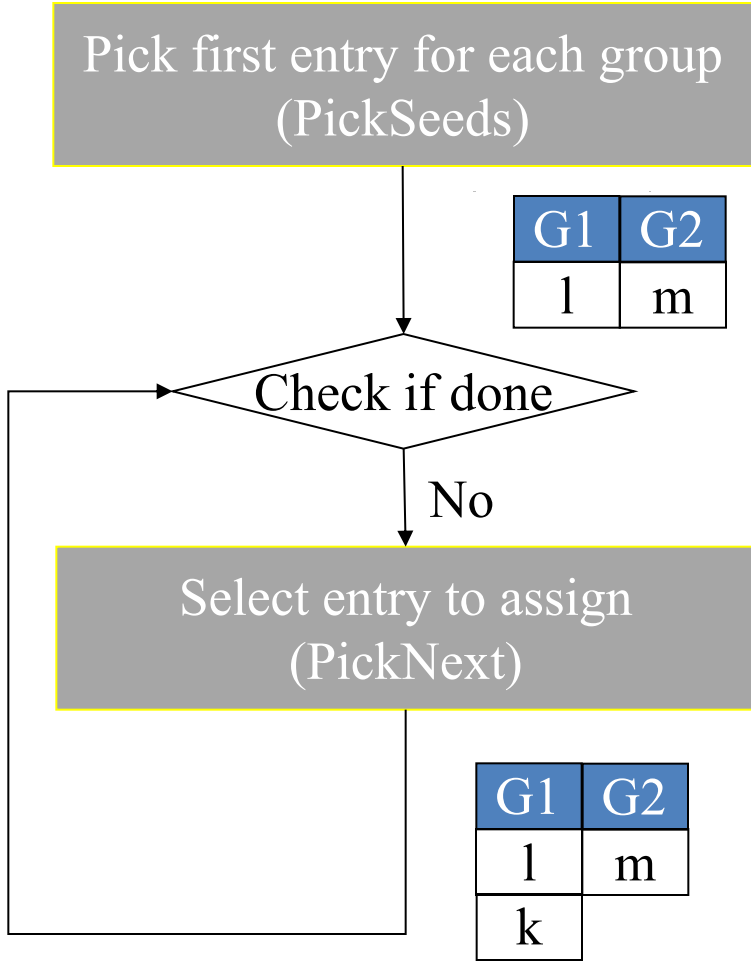 Pick first entry for each group
(PickSeeds)
G1 G2
l m
Check if done
No
Select entry to assign
(PickNext)
G1 G2
l m
k